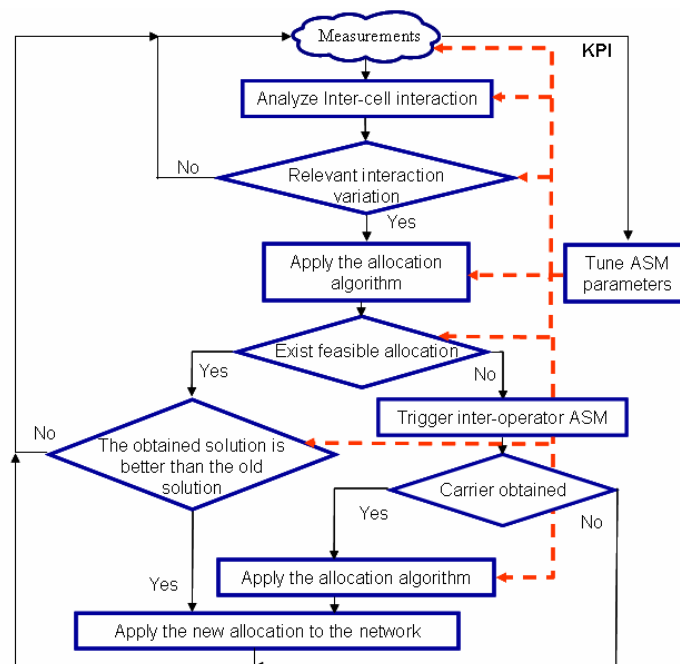 Measurements
KPI
Analyze Inter-cell interaction
No
Relevant interaction
variation
Yes
Apply the allocation
algorithm
Tune ASM
parameters
Exist feasible allocation
Yes
No
Trigger inter-operator ASM
No
The obtained solution is
better than the old
solution
Carrier obtained
Yes
No
Yes
Apply the allocation algorithm
Apply the new allocation to the network